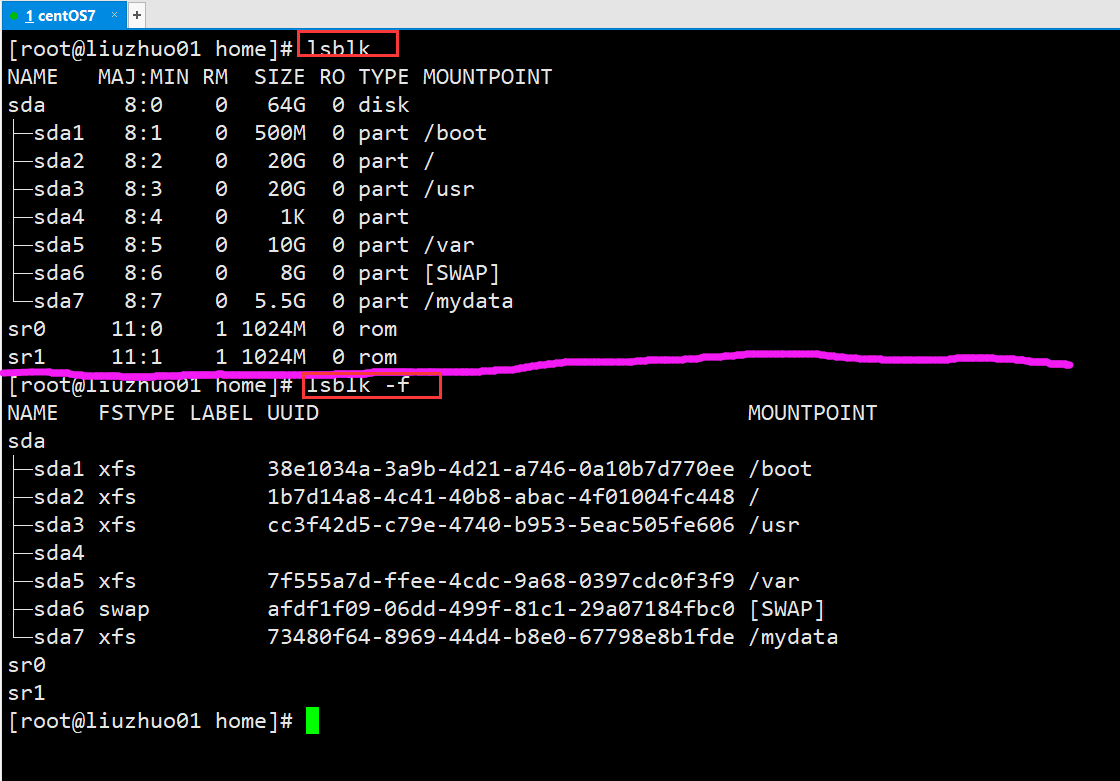 1 centOS7 × +
[root@liuzhuo01 home]# lsblk
NAME   MAJ:MIN RM  SIZE RO TYPE MOUNTPOINT
sda      8:0    0   64G  0 disk
├─sda1   8:1    0  500M  0 part /boot
├─sda2   8:2    0   20G  0 part /
├─sda3   8:3    0   20G  0 part /usr
├─sda4   8:4    0    1K  0 part
├─sda5   8:5    0   10G  0 part /var
├─sda6   8:6    0    8G  0 part [SWAP]
└─sda7   8:7    0  5.5G  0 part /mydata
sr0     11:0    1 1024M  0 rom
sr1     11:1    1 1024M  0 rom
[root@liuzhuo01 home]# lsblk -f
NAME   FSTYPE LABEL UUID                                 MOUNTPOINT
sda
├─sda1 xfs          38e1034a-3a9b-4d21-a746-0a10b7d770ee /boot
├─sda2 xfs          1b7d14a8-4c41-40b8-abac-4f01004fc448 /
├─sda3 xfs          cc3f42d5-c79e-4740-b953-5eac505fe606 /usr
├─sda4
├─sda5 xfs          7f555a7d-ffee-4cdc-9a68-0397cdc0f3f9 /var
├─sda6 swap         afdf1f09-06dd-499f-81c1-29a07184fbc0 [SWAP]
└─sda7 xfs          73480f64-8969-44d4-b8e0-67798e8b1fde /mydata
sr0
sr1
[root@liuzhuo01 home]#